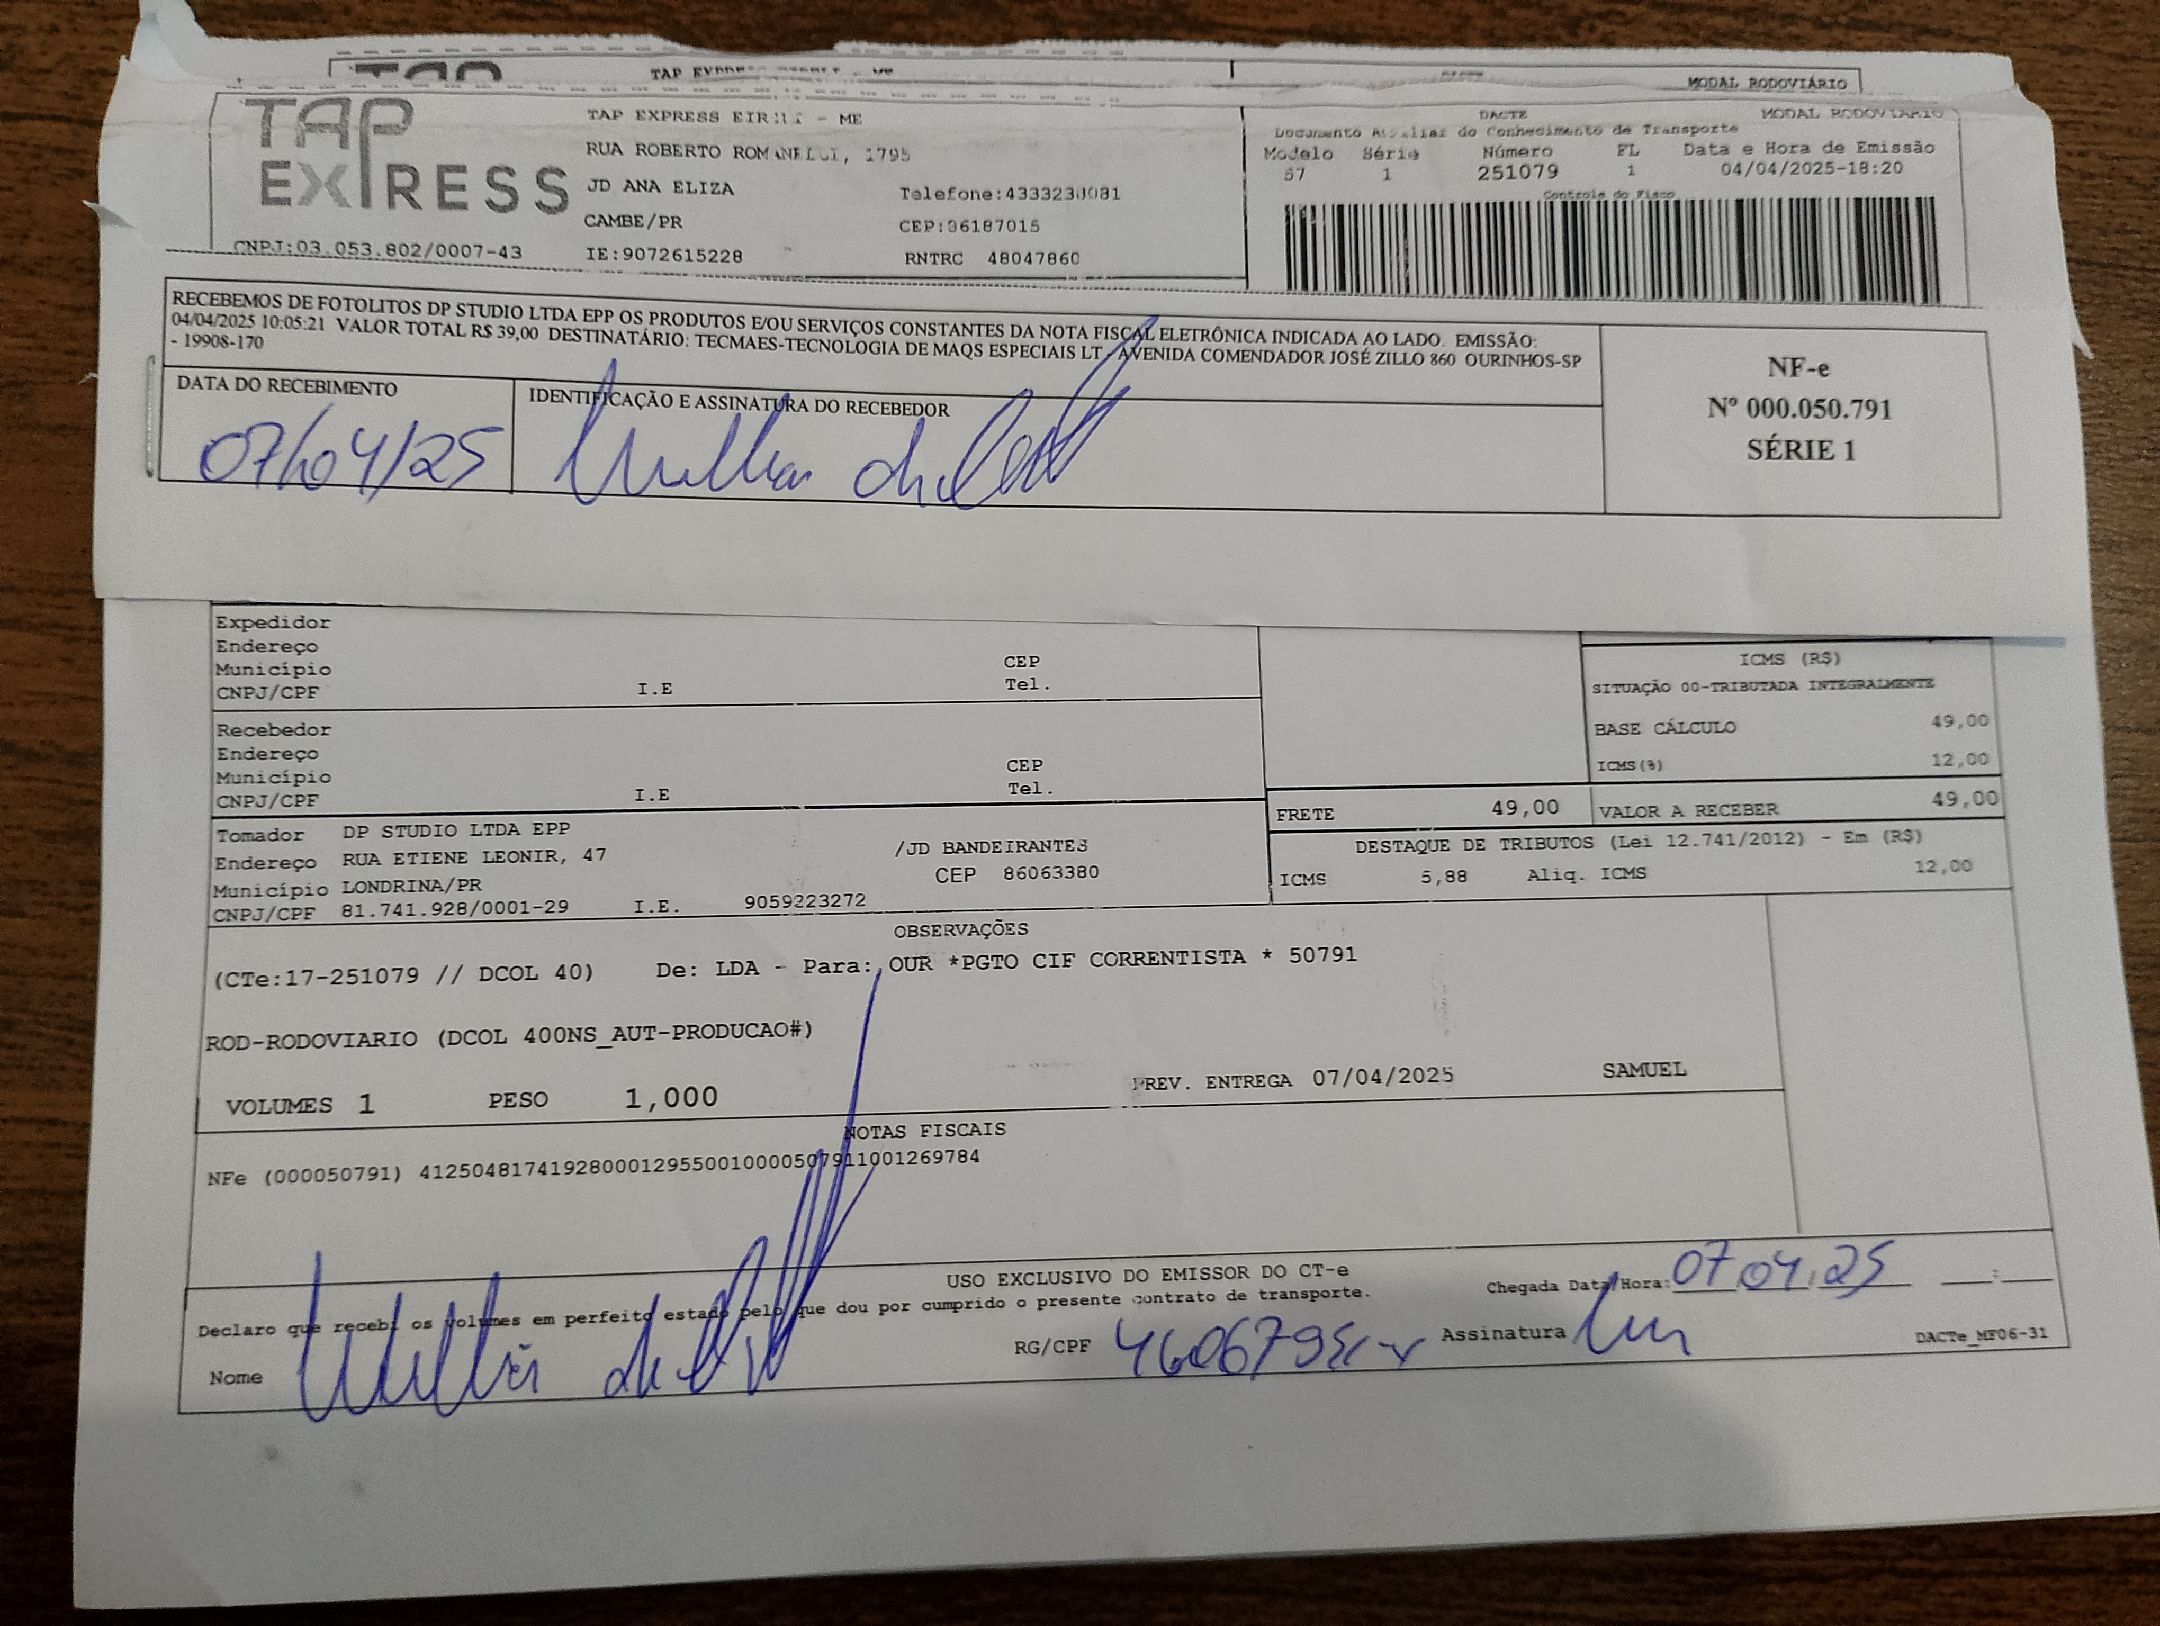 MODAL RODOVIÁRIO
TAP EXPRESS
TAP EXPRESS EIRELI - ME
RUA ROBERTO ROMANELLI, 1795
JD ANA ELIZA
Telefone:4333238081
CAMBE/PR
CEP:86187015
CNPJ:03.053.802/0007-43
IE:9072615228
RNTRC 48047860
DACTE
MODAL RODOVIÁRIO
Documento Auxiliar do Conhecimento de Transporte
Modelo Série Número FL Data e Hora de Emissão
57 1 251079 1 04/04/2025-18:20
Controle do Fisco
RECEBEMOS DE FOTOLITOS DP STUDIO LTDA EPP OS PRODUTOS E/OU SERVIÇOS CONSTANTES DA NOTA FISCAL ELETRÔNICA INDICADA AO LADO. EMISSÃO:
04/04/2025 10:05:21 VALOR TOTAL R$ 39,00 DESTINATÁRIO: TECMAES-TECNOLOGIA DE MAQS ESPECIAIS LT - AVENIDA COMENDADOR JOSÉ ZILLO 860 OURINHOS-SP
- 19908-170
DATA DO RECEBIMENTO
07/04/25
IDENTIFICAÇÃO E ASSINATURA DO RECEBEDOR
NF-e
Nº 000.050.791
SÉRIE 1
Expedidor
Endereço
Município CEP
CNPJ/CPF I.E Tel.
Recebedor
Endereço
Município CEP
CNPJ/CPF I.E Tel.
ICMS (R$)
SITUAÇÃO 00-TRIBUTADA INTEGRALMENTE
BASE CÁLCULO 49,00
ICMS(%) 12,00
FRETE 49,00 VALOR A RECEBER 49,00
Tomador DP STUDIO LTDA EPP
Endereço RUA ETIENE LEONIR, 47 /JD BANDEIRANTES
Município LONDRINA/PR CEP 86063380
CNPJ/CPF 81.741.928/0001-29 I.E. 9059223272
DESTAQUE DE TRIBUTOS (Lei 12.741/2012) - Em (R$)
ICMS 5,88 Aliq. ICMS 12,00
OBSERVAÇÕES
(CTe:17-251079 // DCOL 40) De: LDA - Para: OUR *PGTO CIF CORRENTISTA * 50791
ROD-RODOVIARIO (DCOL 400NS_AUT-PRODUCAO#)
VOLUMES 1 PESO 1,000 PREV. ENTREGA 07/04/2025 SAMUEL
NOTAS FISCAIS
NFe (000050791) 41250481741928000129550010000507911001269784
USO EXCLUSIVO DO EMISSOR DO CT-e
Declaro que recebi os volumes em perfeito estado pelo que dou por cumprido o presente contrato de transporte.
Chegada Data/Hora: 07 04 25
Nome
RG/CPF
Assinatura
DACTe_MF06-31